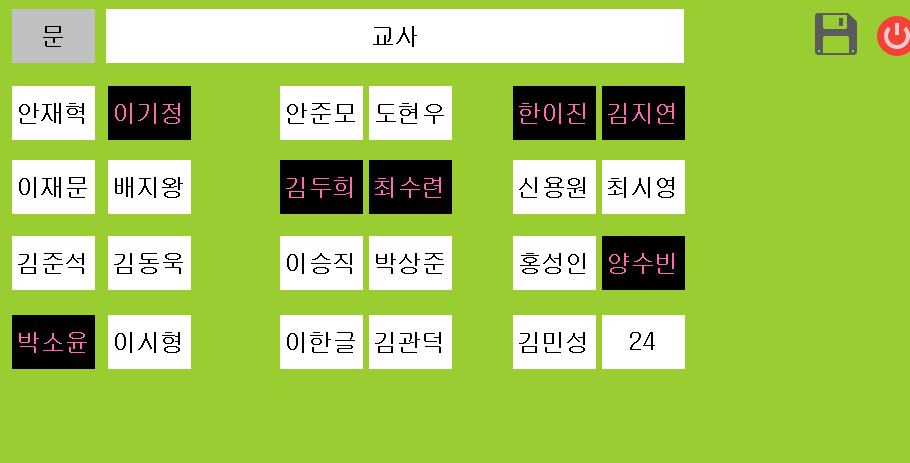 문 교사
안재혁 이기정 안준모 도현우 한이진 김지연
이재문 배지왕 김두희 최수련 신용원 최시영
김준석 김동욱 이승직 박상준 홍성인 양수빈
박소윤 이시형 이한글 김관덕 김민성 24